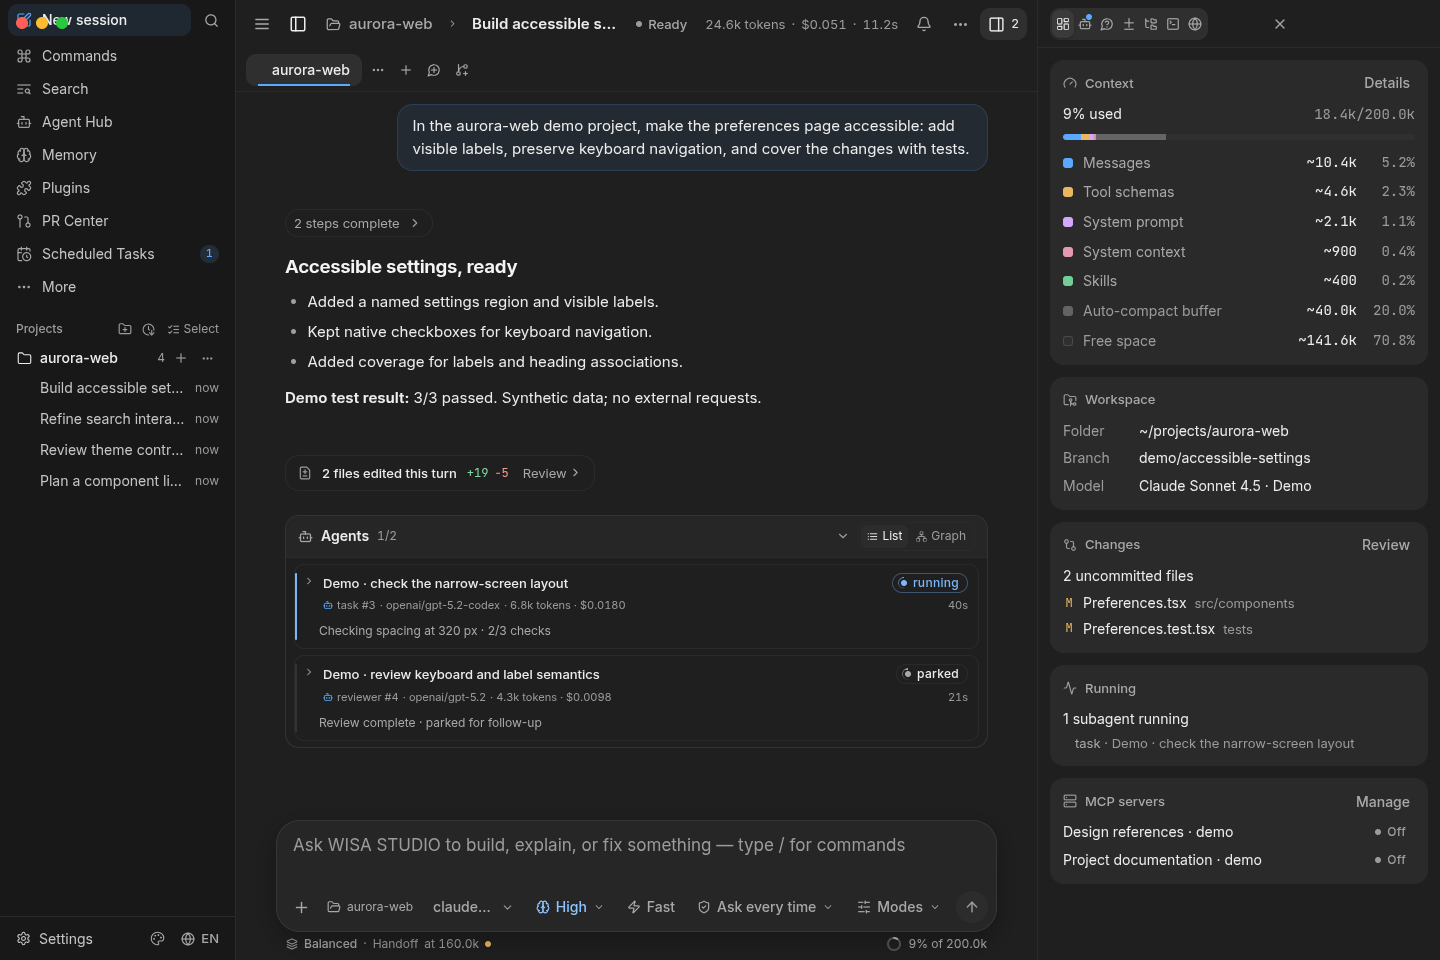 New session
Commands
Search
Agent Hub
Memory
Plugins
PR Center
Scheduled Tasks 1
More
Projects Select
aurora-web 4
Build accessible set... now
Refine search intera... now
Review theme contr... now
Plan a component li... now
Settings EN
aurora-web Build accessible s... Ready 24.6k tokens · $0.051 · 11.2s 2
aurora-web
In the aurora-web demo project, make the preferences page accessible: add
visible labels, preserve keyboard navigation, and cover the changes with tests.
2 steps complete
Accessible settings, ready
• Added a named settings region and visible labels.
• Kept native checkboxes for keyboard navigation.
• Added coverage for labels and heading associations.
Demo test result: 3/3 passed. Synthetic data; no external requests.
2 files edited this turn +19 -5 Review
Agents 1/2 List Graph
Demo · check the narrow-screen layout running
task #3 · openai/gpt-5.2-codex · 6.8k tokens · $0.0180 40s
Checking spacing at 320 px · 2/3 checks
Demo · review keyboard and label semantics parked
reviewer #4 · openai/gpt-5.2 · 4.3k tokens · $0.0098 21s
Review complete · parked for follow-up
Ask WISA STUDIO to build, explain, or fix something — type / for commands
aurora-web claude... High Fast Ask every time Modes
Balanced · Handoff at 160.0k 9% of 200.0k
Context Details
9% used 18.4k/200.0k
Messages ~10.4k 5.2%
Tool schemas ~4.6k 2.3%
System prompt ~2.1k 1.1%
System context ~900 0.4%
Skills ~400 0.2%
Auto-compact buffer ~40.0k 20.0%
Free space ~141.6k 70.8%
Workspace
Folder ~/projects/aurora-web
Branch demo/accessible-settings
Model Claude Sonnet 4.5 · Demo
Changes Review
2 uncommitted files
M Preferences.tsx src/components
M Preferences.test.tsx tests
Running
1 subagent running
task · Demo · check the narrow-screen layout
MCP servers Manage
Design references · demo Off
Project documentation · demo Off